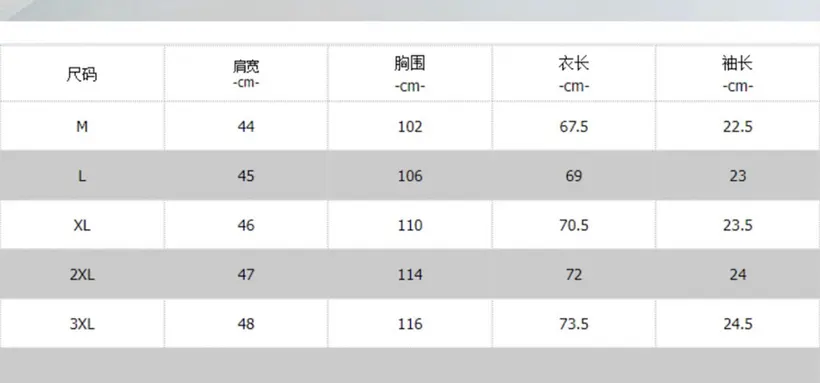 尺码 肩宽 胸围 衣长 袖长
-cm- -cm- -cm- -cm-
M 44 102 67.5 22.5
L 45 106 69 23
XL 46 110 70.5 23.5
2XL 47 114 72 24
3XL 48 116 73.5 24.5